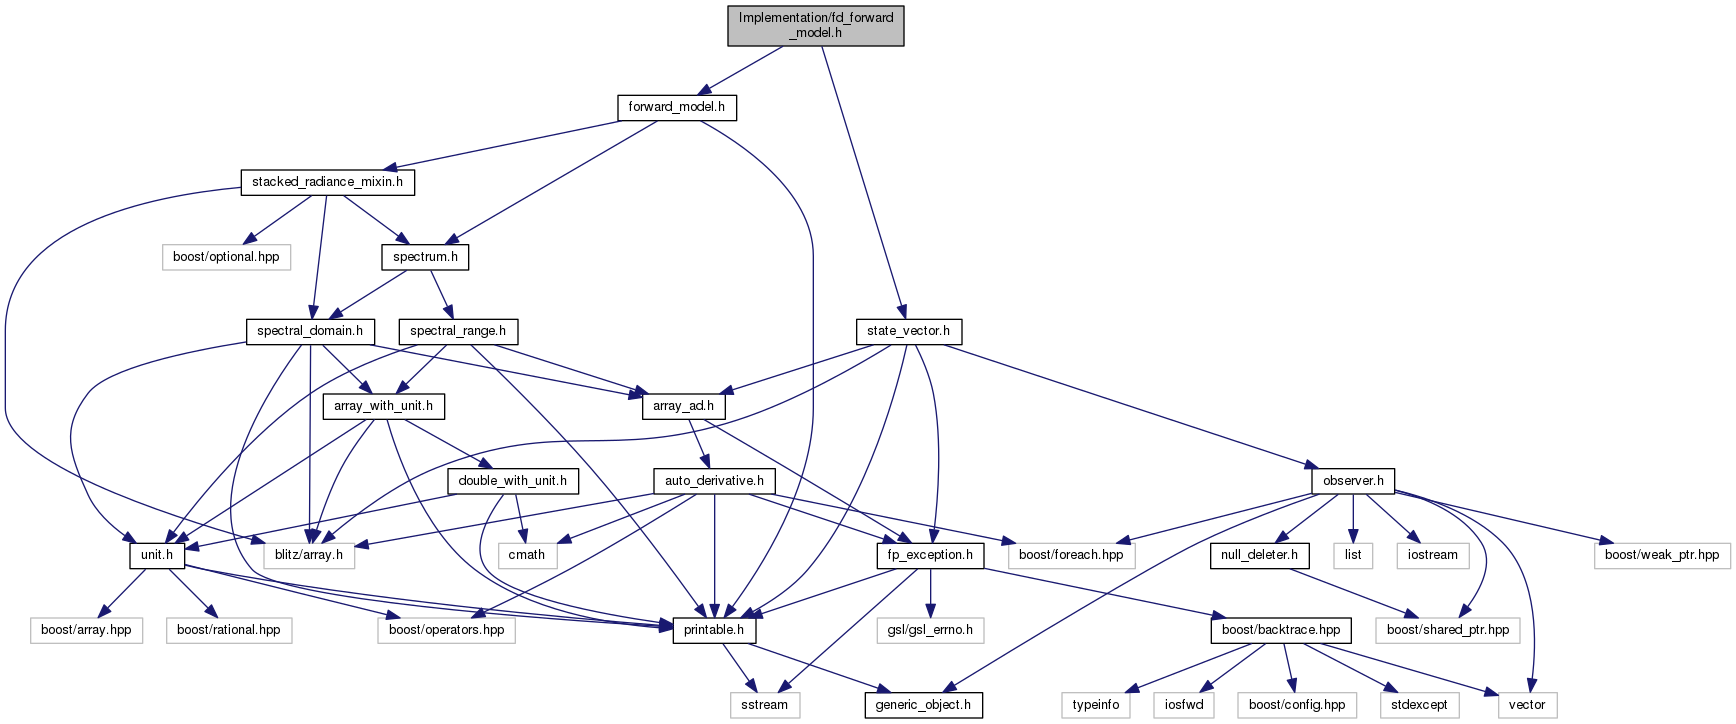 Implementation/fd_forward
_model.h
forward_model.h
stacked_radiance_mixin.h
boost/optional.hpp
spectrum.h
spectral_domain.h
spectral_range.h
state_vector.h
array_with_unit.h
array_ad.h
double_with_unit.h
auto_derivative.h
observer.h
unit.h
blitz/array.h
cmath
fp_exception.h
boost/foreach.hpp
null_deleter.h
list
iostream
boost/weak_ptr.hpp
boost/array.hpp
boost/rational.hpp
boost/operators.hpp
printable.h
gsl/gsl_errno.h
boost/backtrace.hpp
boost/shared_ptr.hpp
sstream
generic_object.h
typeinfo
iosfwd
boost/config.hpp
stdexcept
vector